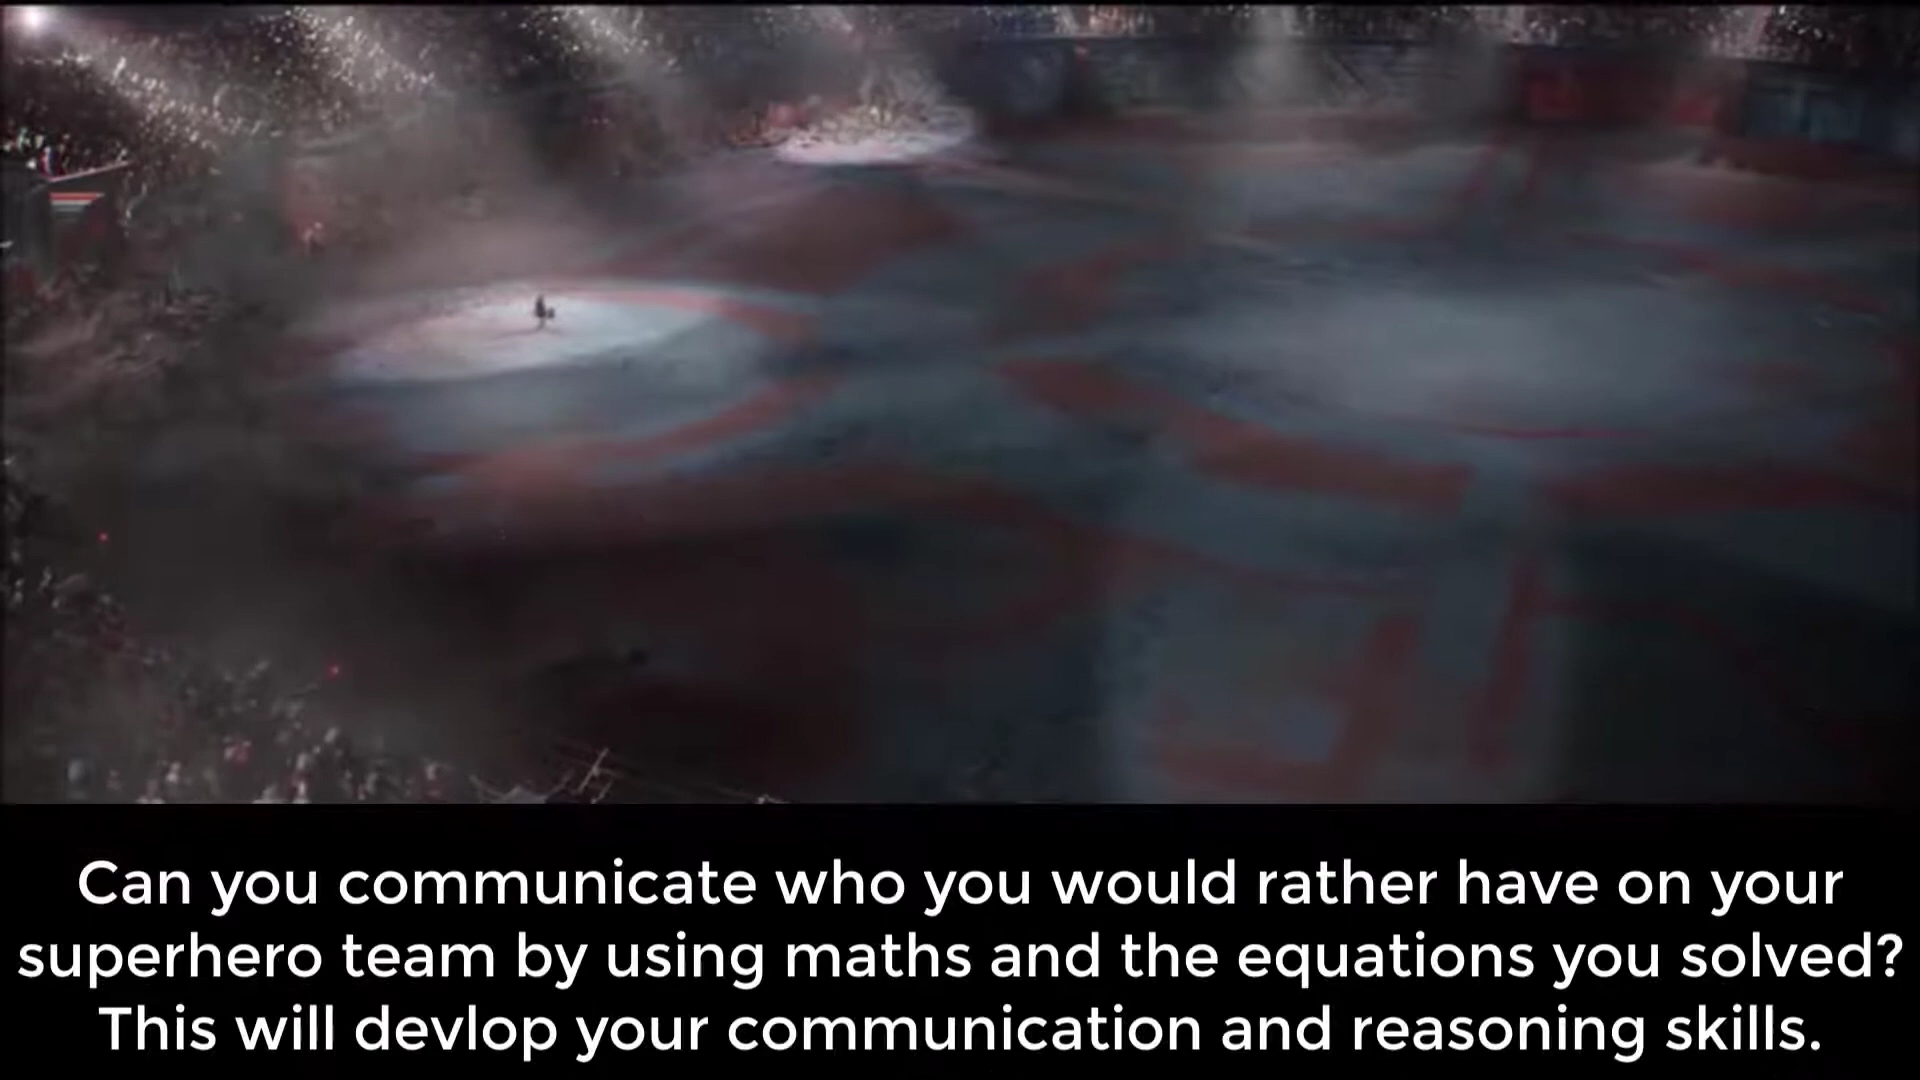 Can you communicate who you would rather have on your
superhero team by using maths and the equations you solved?
This will devlop your communication and reasoning skills.